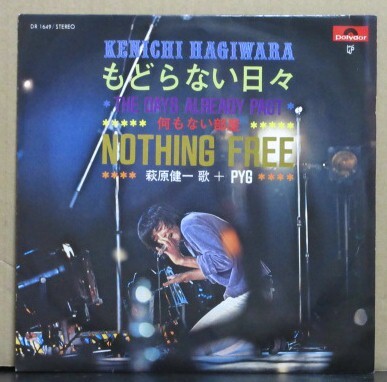 DR 1649/STEREO
KENICHI HAGIWARA
Polydor
もどらない日々
*THE DAYS ALREADY PAST*
***** 何もない部屋 *****
NOTHING FREE
**** 萩原健一 歌 + PYG ****